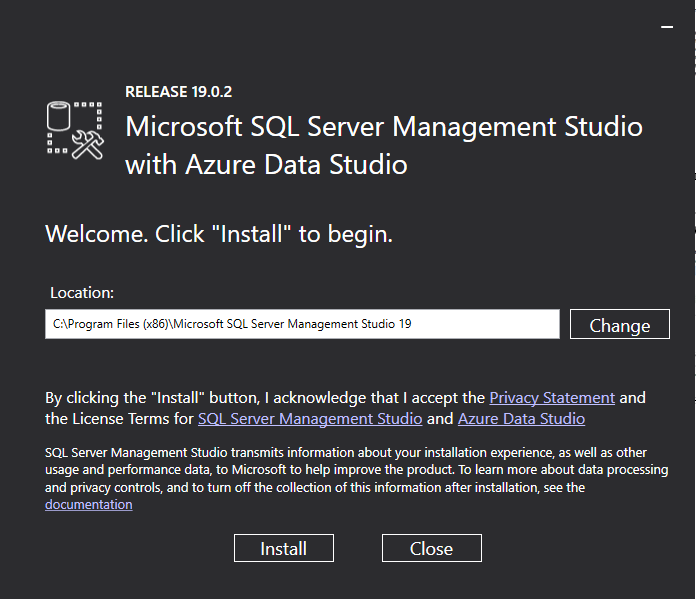 RELEASE 19.0.2
Microsoft SQL Server Management Studio
with Azure Data Studio
Welcome. Click "Install" to begin.
Location:
C:\Program Files (x86)\Microsoft SQL Server Management Studio 19
Change
By clicking the "Install" button, I acknowledge that I accept the Privacy Statement and
the License Terms for SQL Server Management Studio and Azure Data Studio
SQL Server Management Studio transmits information about your installation experience, as well as other
usage and performance data, to Microsoft to help improve the product. To learn more about data processing
and privacy controls, and to turn off the collection of this information after installation, see the
documentation
Install
Close